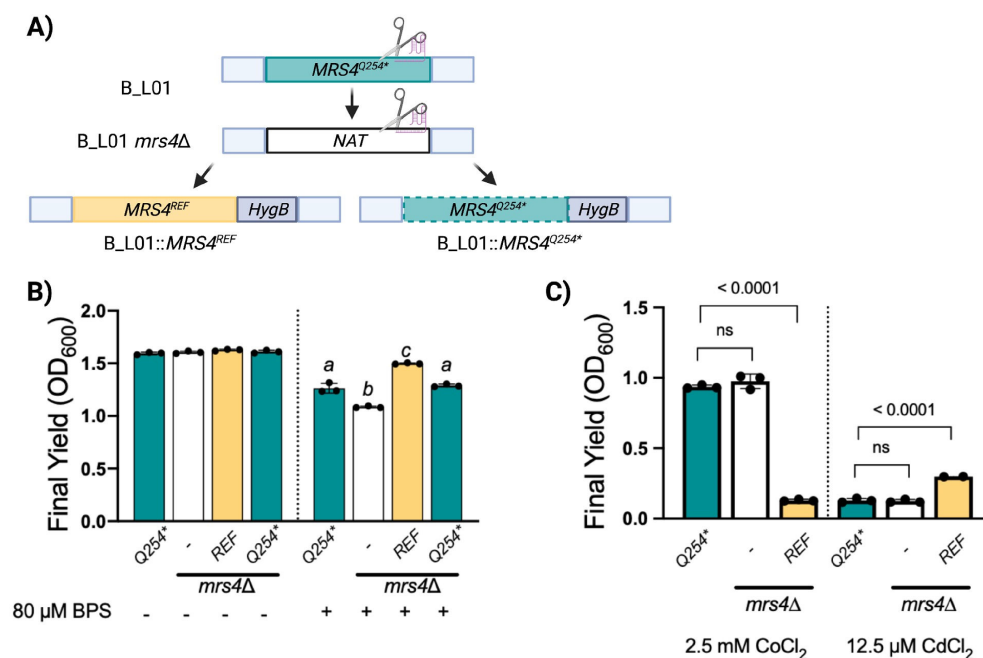 A)
MRS4Q254*
B_L01
B_L01 mrs4Δ
NAT
MRS4REF HygB
MRS4Q254* HygB
B_L01::MRS4REF
B_L01::MRS4Q254*
B)
Final Yield (OD600)
2.0
1.5
1.0
0.5
0.0
a
b
c
a
Q254* - REF Q254* Q254* - REF Q254*
mrs4Δ mrs4Δ
80 µM BPS - - - - + + + +
C)
Final Yield (OD600)
1.5
1.0
0.5
0.0
< 0.0001
ns
< 0.0001
ns
Q254* - REF Q254* - REF
mrs4Δ mrs4Δ
2.5 mM CoCl2 12.5 µM CdCl2